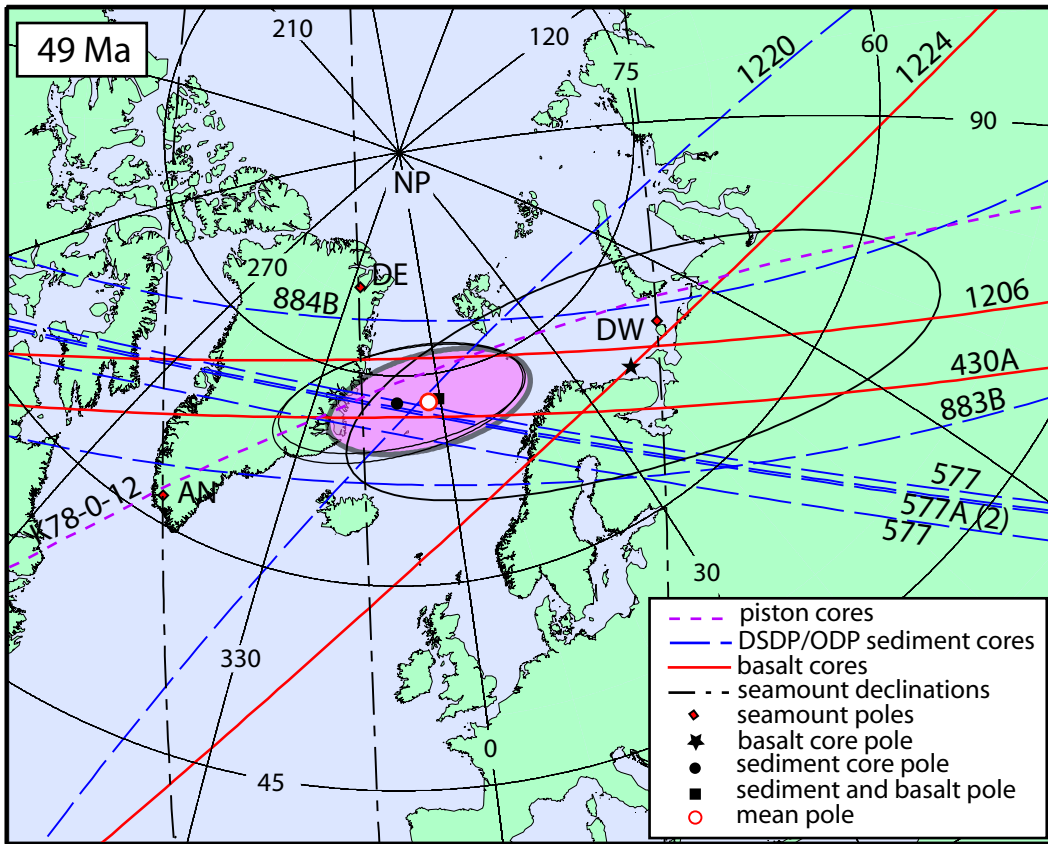 49 Ma
210
120
1220
60
1224
75
90
NP
270
DE
884B
1206
DW
430A
883B
K78-0-12
AN
577
577A (2)
577
30
330
0
45
piston cores
DSDP/ODP sediment cores
basalt cores
seamount declinations
seamount poles
basalt core pole
sediment core pole
sediment and basalt pole
mean pole